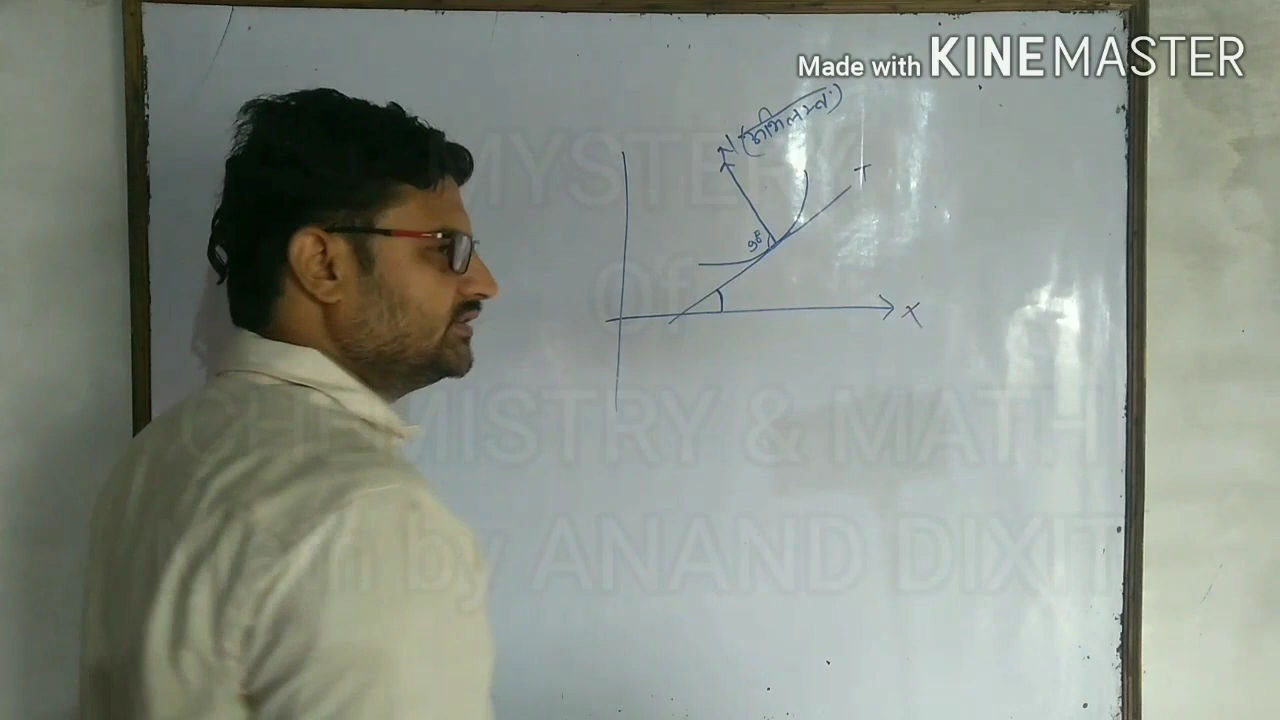 Made with KINEMASTER
MYSTERY
of
CHEMISTRY & MATH
by ANAND DIXIT
N (अभिलम्ब)
T
90°
X